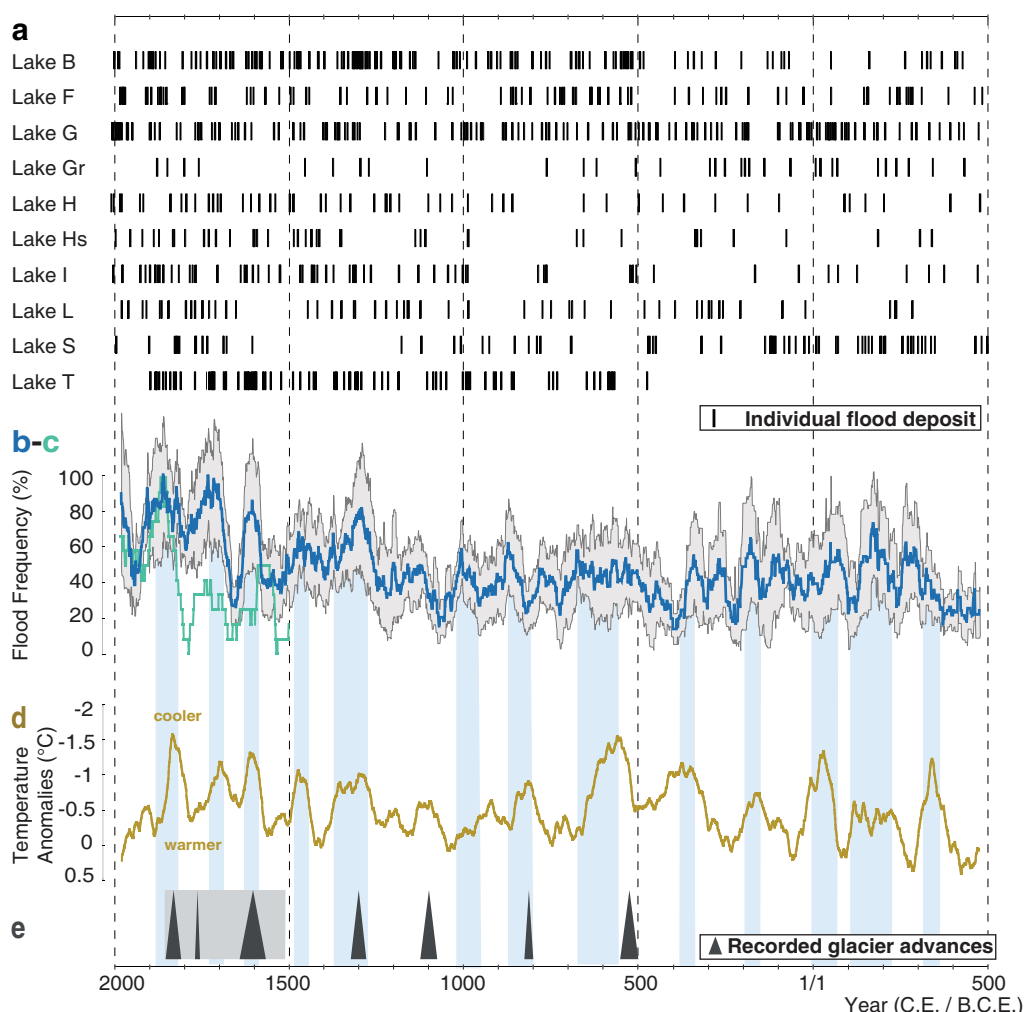 a
Lake B
Lake F
Lake G
Lake Gr
Lake H
Lake Hs
Lake I
Lake L
Lake S
Lake T
Individual flood deposit
b-c
Flood Frequency (%)
100
80
60
40
20
0
d
Temperature
Anomalies (°C)
-2
-1.5
-1
-0.5
0
0.5
cooler
warmer
e
Recorded glacier advances
2000 1500 1000 500 1/1 500
Year (C.E. / B.C.E.)